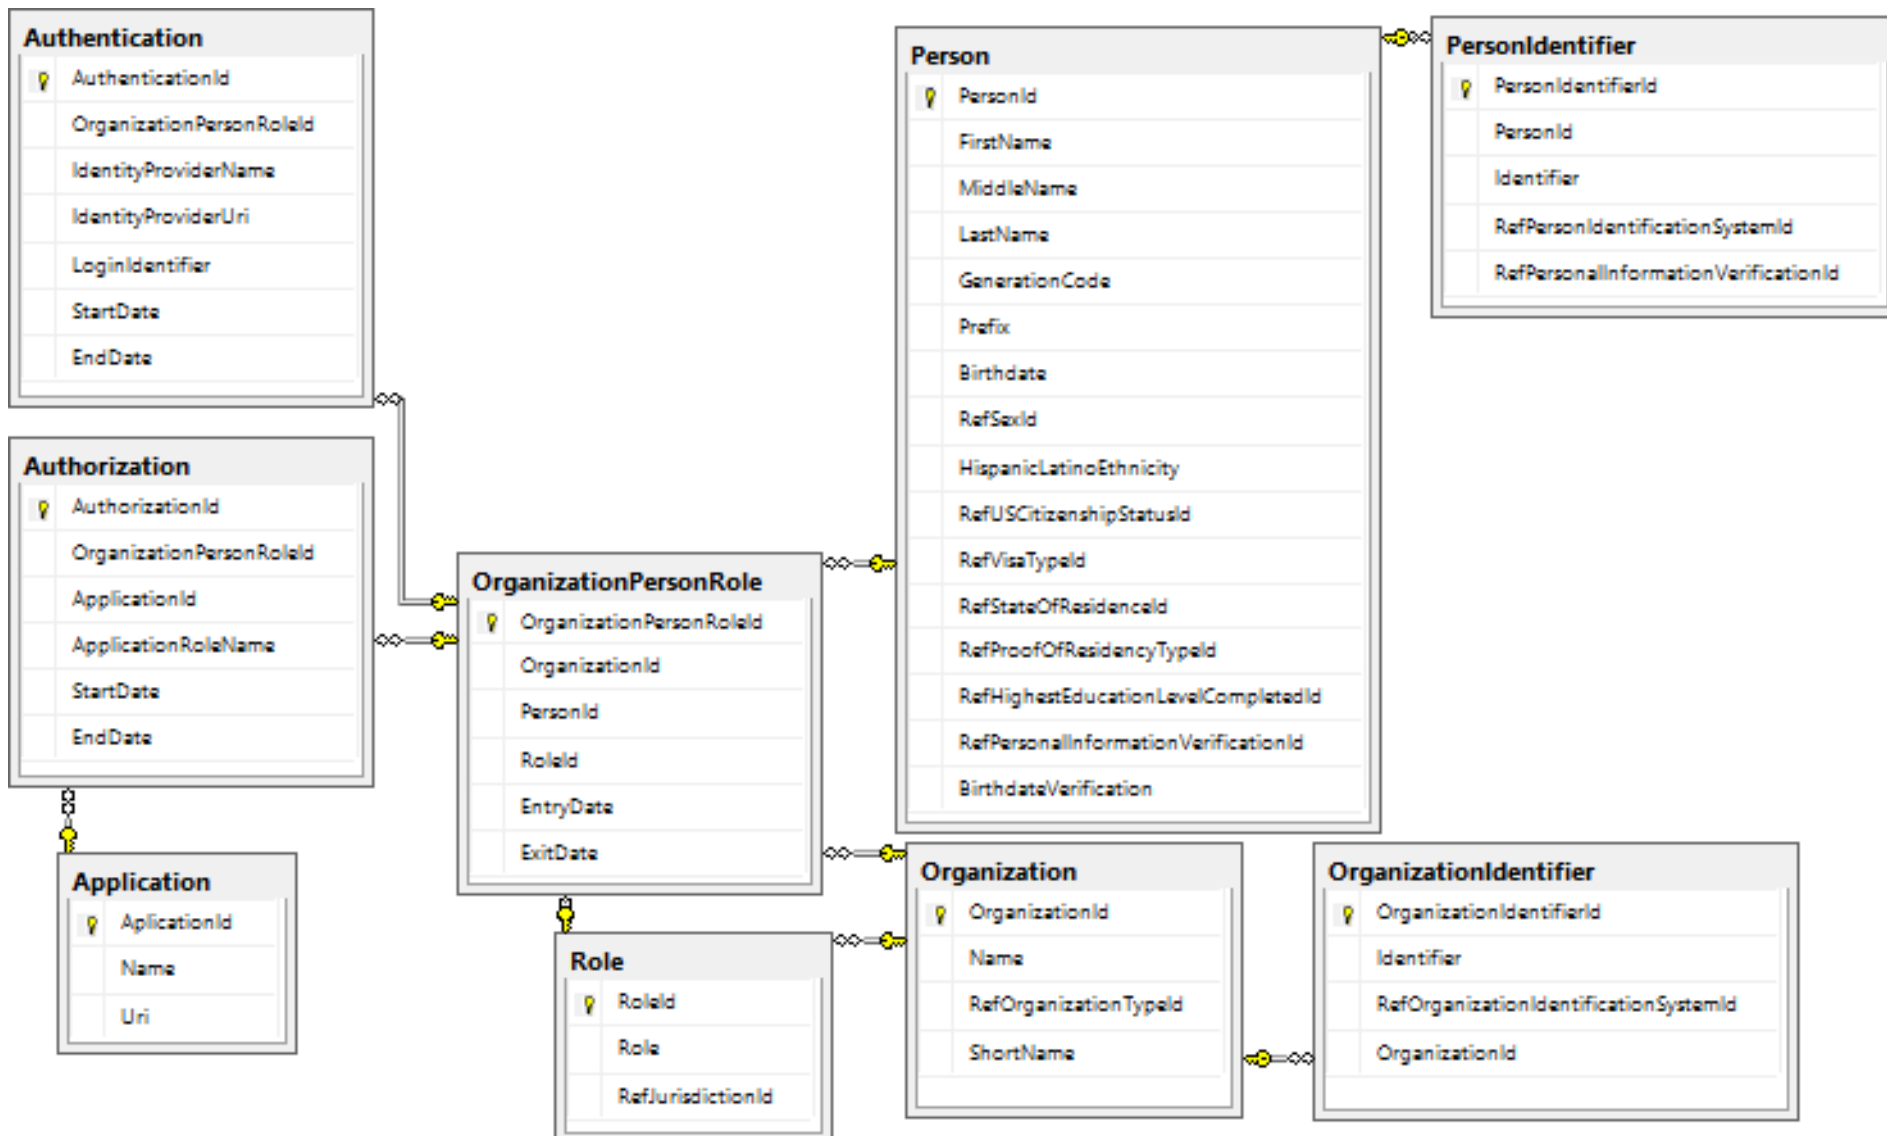 Authentication
AuthenticationId
OrganizationPersonRoleId
IdentityProviderName
IdentityProviderUri
LoginIdentifier
StartDate
EndDate
Authorization
AuthorizationId
OrganizationPersonRoleId
ApplicationId
ApplicationRoleName
StartDate
EndDate
Application
AplicationId
Name
Uri
OrganizationPersonRole
OrganizationPersonRoleId
OrganizationId
PersonId
RoleId
EntryDate
ExitDate
Role
RoleId
Role
RefJurisdictionId
Person
PersonId
FirstName
MiddleName
LastName
GenerationCode
Prefix
Birthdate
RefSexId
HispanicLatinoEthnicity
RefUSCitizenshipStatusId
RefVisaTypeId
RefStateOfResidenceId
RefProofOfResidencyTypeId
RefHighestEducationLevelCompletedId
RefPersonalInformationVerificationId
BirthdateVerification
Organization
OrganizationId
Name
RefOrganizationTypeId
ShortName
PersonIdentifier
PersonIdentifierId
PersonId
Identifier
RefPersonIdentificationSystemId
RefPersonalInformationVerificationId
OrganizationIdentifier
OrganizationIdentifierId
Identifier
RefOrganizationIdentificationSystemId
OrganizationId